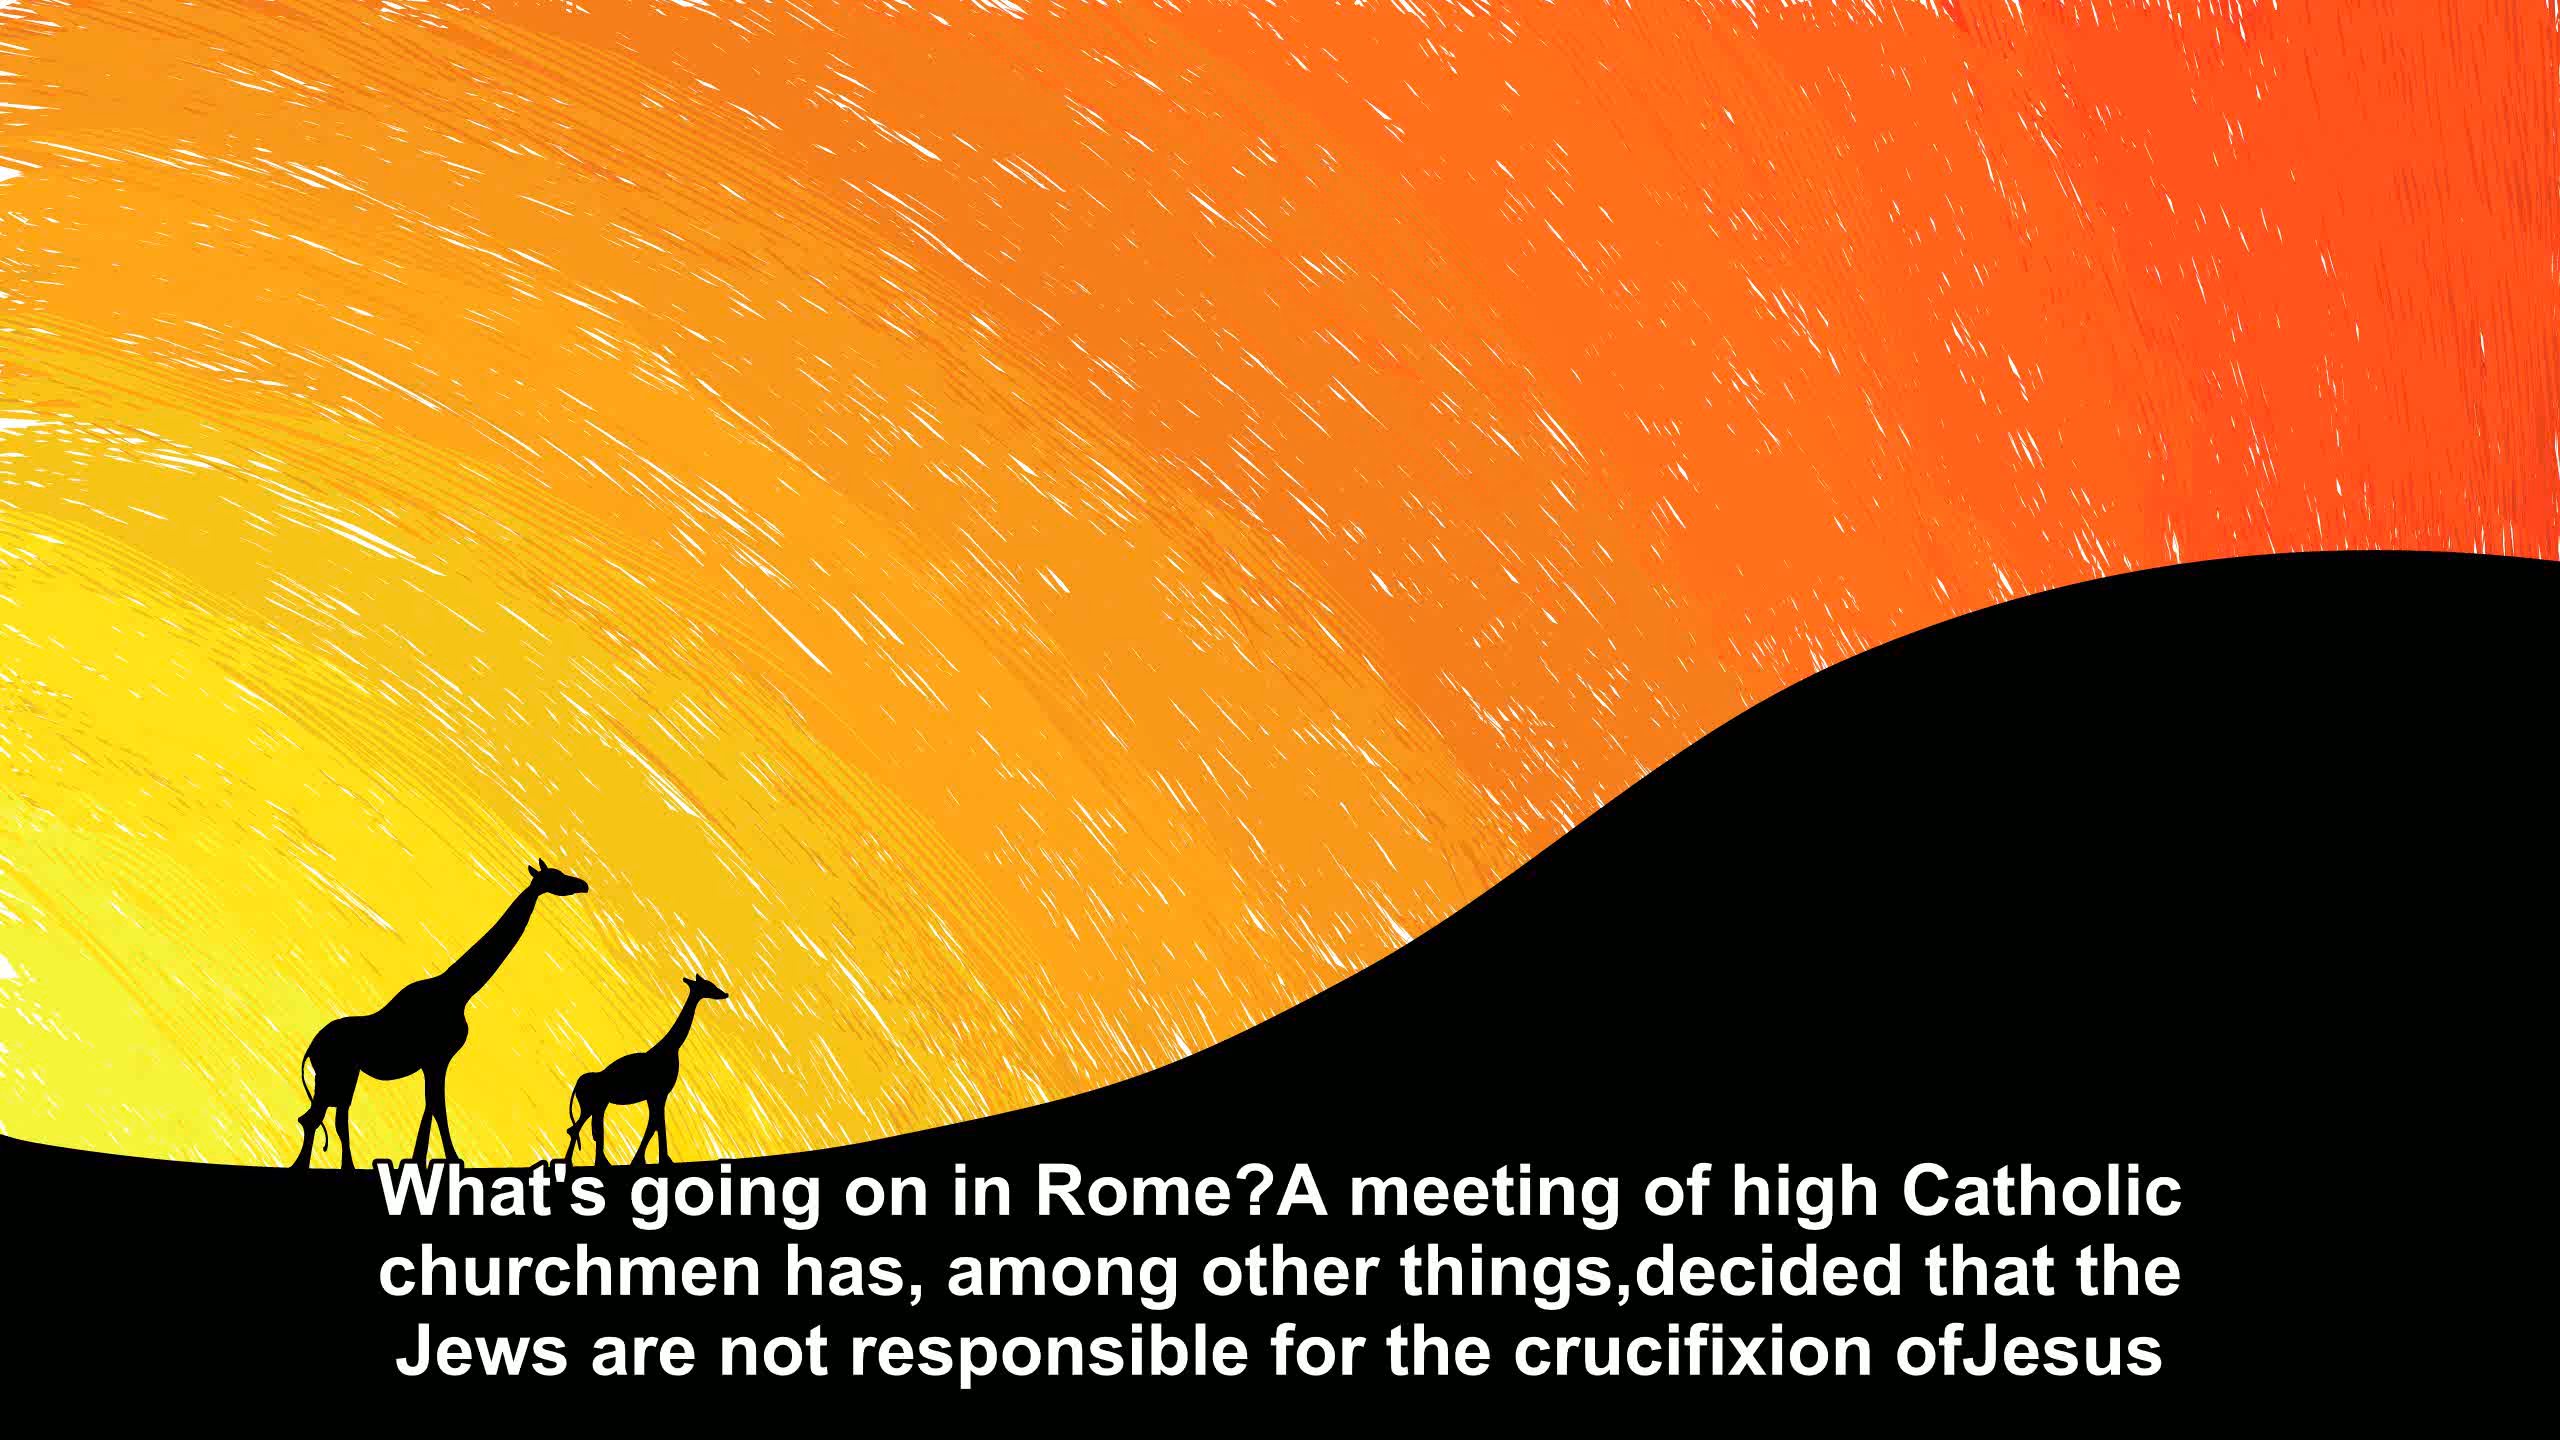 What's going on in Rome?A meeting of high Catholic
churchmen has, among other things,decided that the
Jews are not responsible for the crucifixion ofJesus